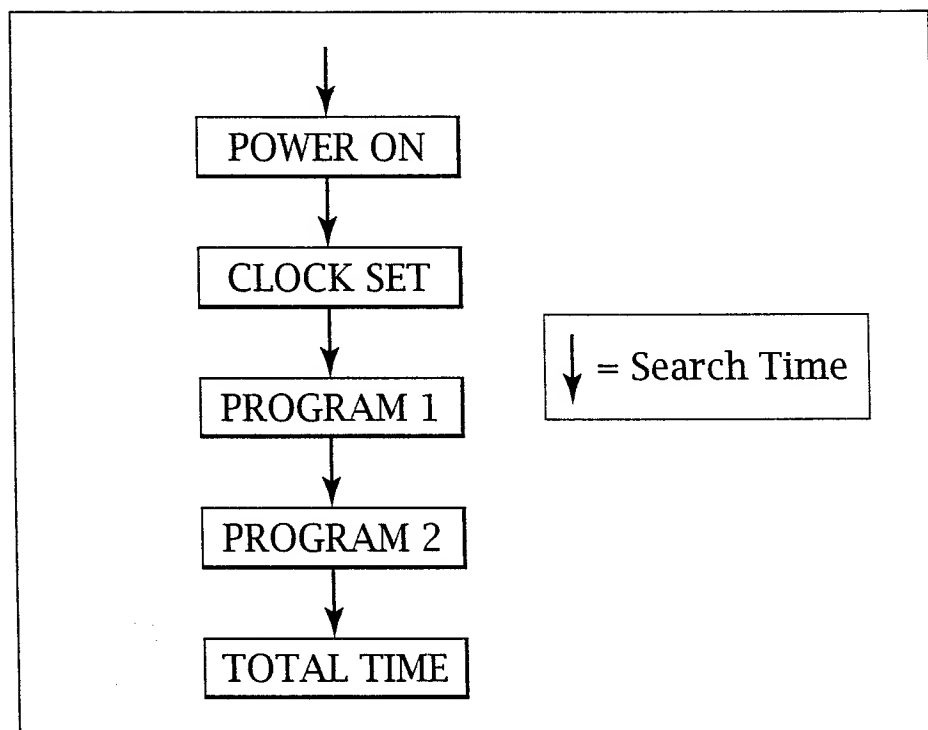 POWER ON
CLOCK SET
PROGRAM 1
= Search Time
PROGRAM 2
TOTAL TIME